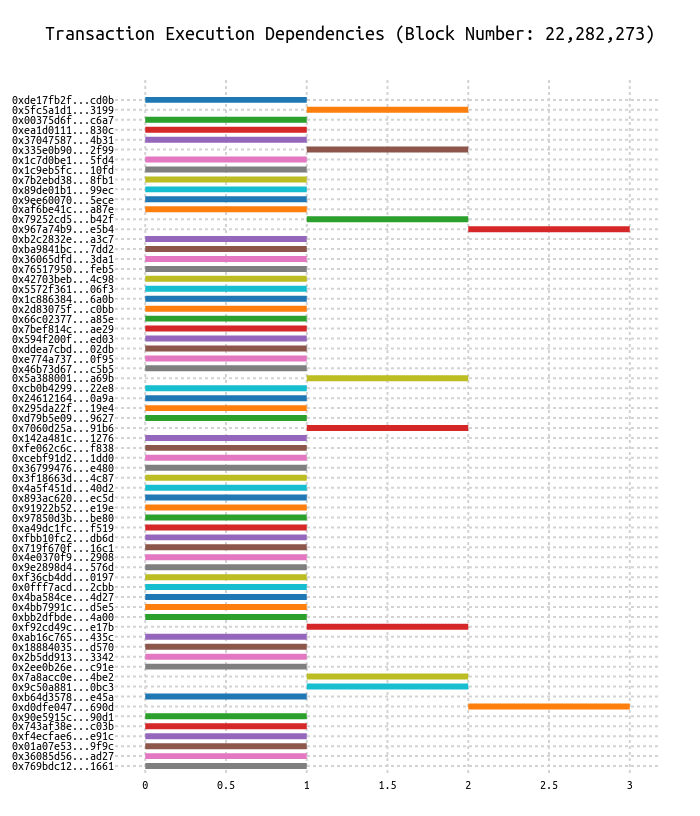 Transaction Execution Dependencies (Block Number: 22,282,273)
0xde17fb2f...cd0b
0x5fc5a1d1...3199
0x00375d6f...c6a7
0xea1d0111...830c
0x37047587...4b31
0x335e0b90...2f99
0x1c7d0be1...5fd4
0x1c9eb5fc...10fd
0x7b2ebd38...8fb1
0x89de01b1...99ec
0x9ee60070...5ece
0xaf6be41c...a87e
0x79252cd5...b42f
0x967a74b9...e5b4
0xb2c2832e...a3c7
0xba9841bc...7dd2
0x36065dfd...3da1
0x76517950...feb5
0x42703beb...4c98
0x5572f361...06f3
0x1c886384...6a0b
0x2d83075f...c0bb
0x66c02377...a85e
0x7bef814c...ae29
0x594f200f...ed03
0xddea7cbd...02db
0xe774a737...0f95
0x46b73d67...c5b5
0x5a388001...a69b
0xcb0b4299...22e8
0x24612164...0a9a
0x295da22f...19e4
0xd79b5e09...9627
0x7060d25a...91b6
0x142a481c...1276
0xfe062c6c...f838
0xcebf91d2...1dd0
0x36799476...e480
0x3f18663d...4c87
0x4a5f451d...40d2
0x893ac620...ec5d
0x91922b52...e19e
0x97850d3b...be80
0xa49dc1fc...f519
0xfbb10fc2...db6d
0x719f670f...16c1
0x4e0370f9...2908
0x9e2898d4...576d
0xf36cb4dd...0197
0x0fff7acd...2cbb
0x4ba584ce...4d27
0x4bb7991c...d5e5
0xbb2dfbde...4a00
0xf92cd49c...e17b
0xab16c765...435c
0x18884035...d570
0x2b5dd913...3342
0x2ee0b26e...c91e
0x7a8acc0e...4be2
0x9c50a881...0bc3
0xb64d3578...e45a
0xd0dfe047...690d
0x90e5915c...90d1
0x743af38e...c03b
0xf4ecfae6...e91c
0x01a07e53...9f9c
0x36085d56...ad27
0x769bdc12...1661
0 0.5 1 1.5 2 2.5 3